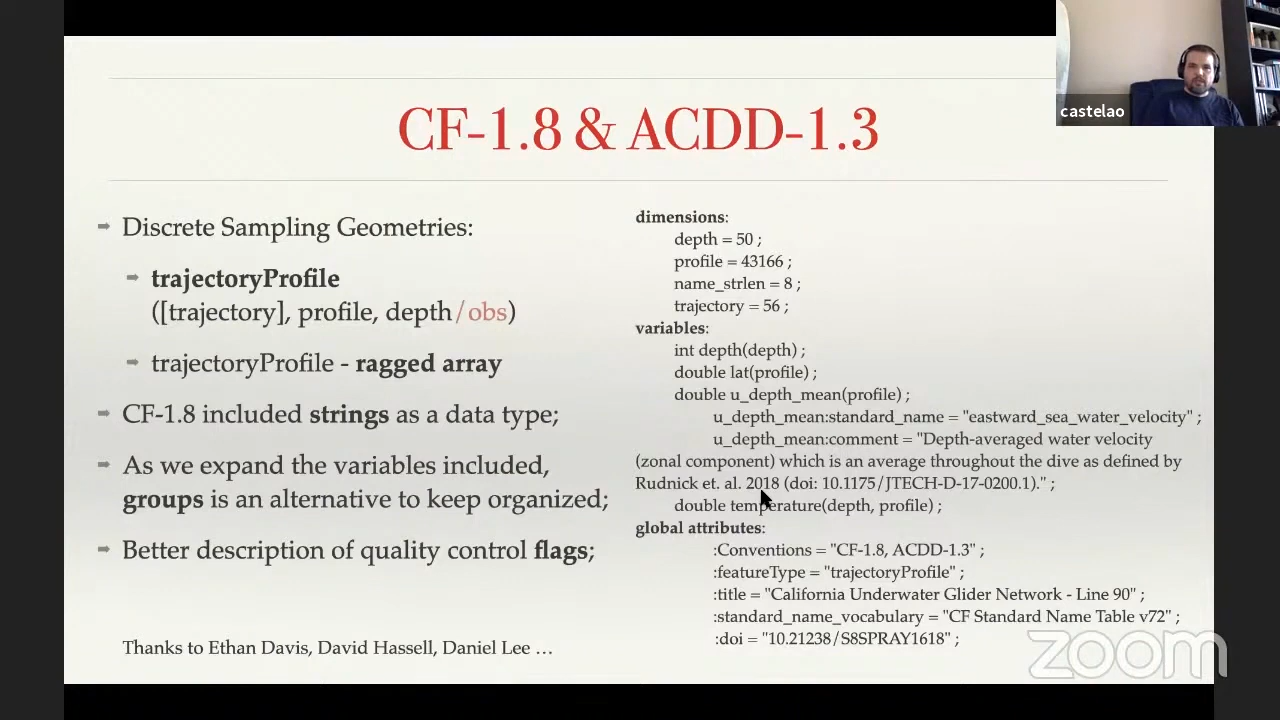 castelao
CF-1.8 & ACDD-1.3
Discrete Sampling Geometries:
trajectoryProfile
([trajectory], profile, depth/obs)
trajectoryProfile - ragged array
CF-1.8 included strings as a data type;
As we expand the variables included,
groups is an alternative to keep organized;
Better description of quality control flags;
Thanks to Ethan Davis, David Hassell, Daniel Lee …
dimensions:
depth = 50 ;
profile = 43166 ;
name_strlen = 8 ;
trajectory = 56 ;
variables:
int depth(depth) ;
double lat(profile) ;
double u_depth_mean(profile) ;
u_depth_mean:standard_name = "eastward_sea_water_velocity" ;
u_depth_mean:comment = "Depth-averaged water velocity
(zonal component) which is an average throughout the dive as defined by
Rudnick et. al. 2018 (doi: 10.1175/JTECH-D-17-0200.1)." ;
double temperature(depth, profile) ;
global attributes:
:Conventions = "CF-1.8, ACDD-1.3" ;
:featureType = "trajectoryProfile" ;
:title = "California Underwater Glider Network - Line 90" ;
:standard_name_vocabulary = "CF Standard Name Table v72" ;
:doi = "10.21238/S8SPRAY1618" ;
zoom